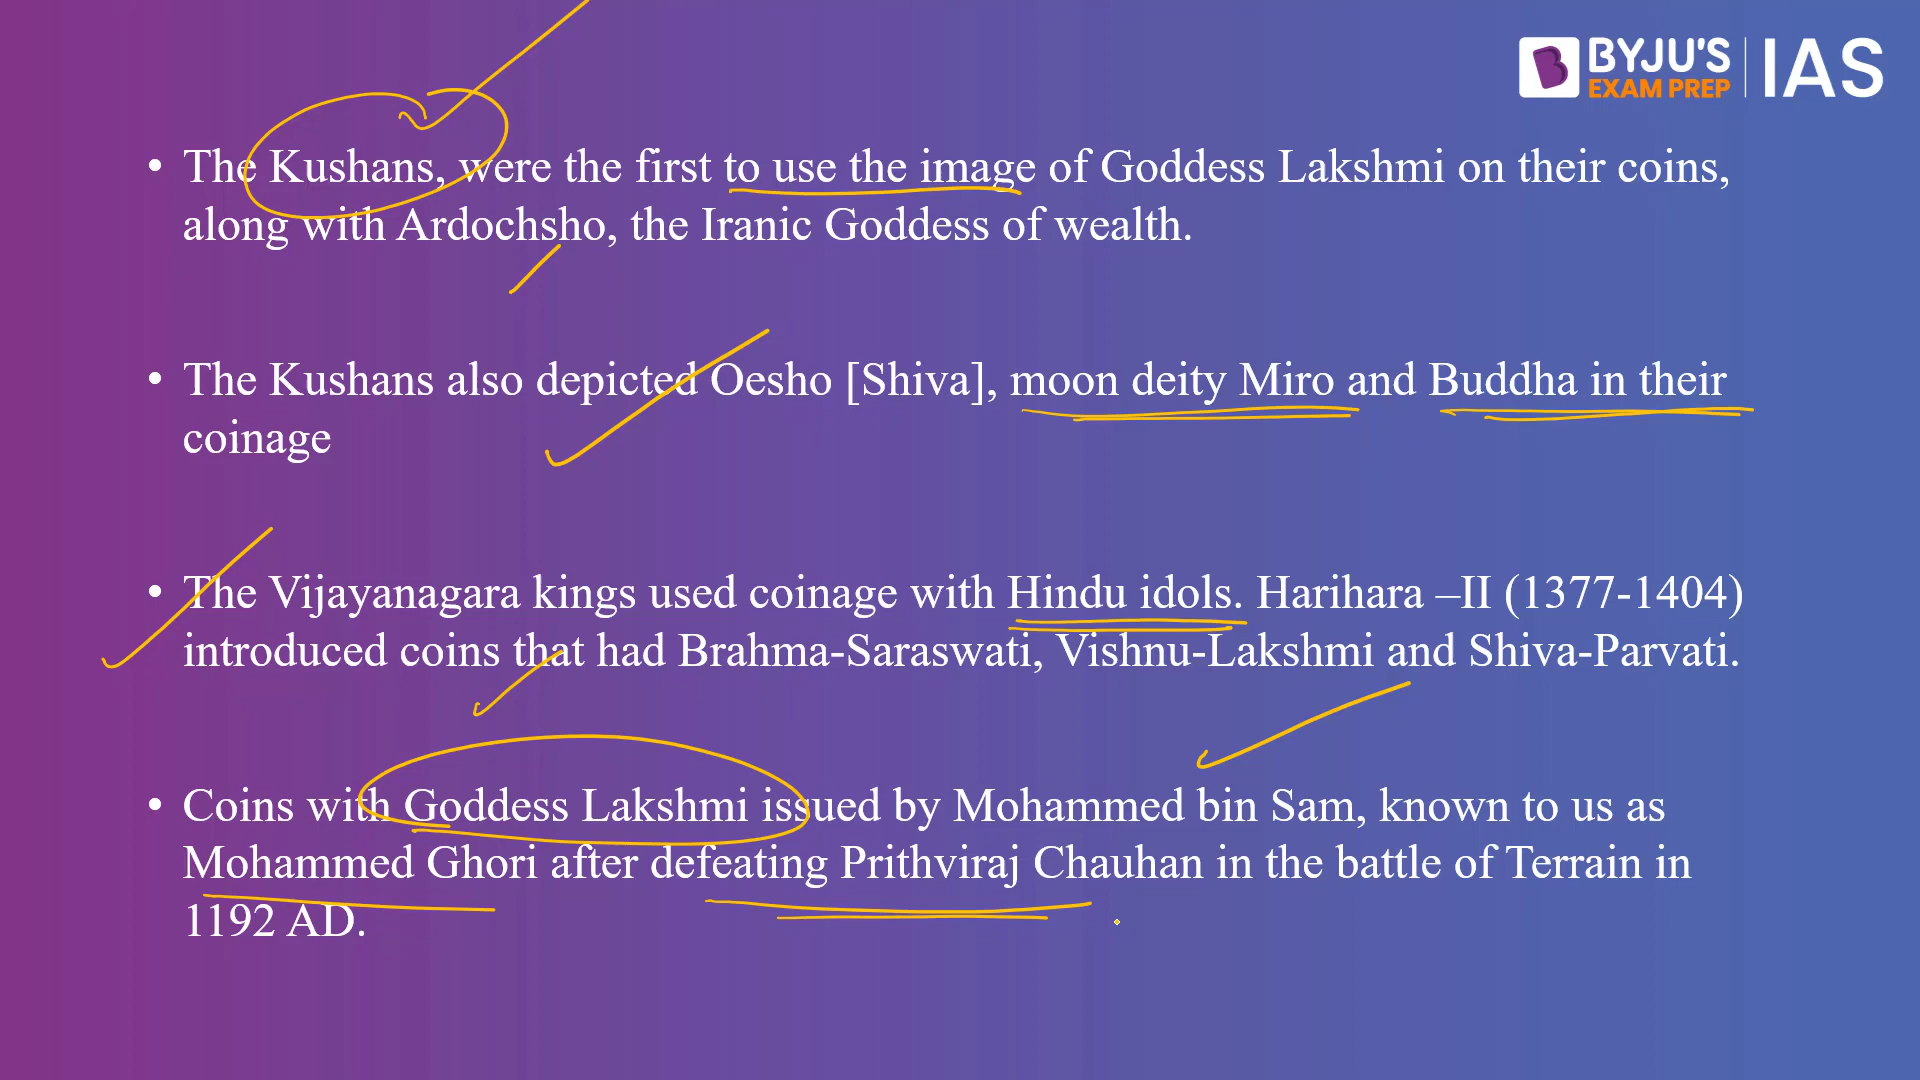 BYJU'S
EXAM PREP
IAS
• The Kushans, were the first to use the image of Goddess Lakshmi on their coins,
along with Ardochsho, the Iranic Goddess of wealth.
• The Kushans also depicted Oesho [Shiva], moon deity Miro and Buddha in their
coinage
• The Vijayanagara kings used coinage with Hindu idols. Harihara –II (1377-1404)
introduced coins that had Brahma-Saraswati, Vishnu-Lakshmi and Shiva-Parvati.
• Coins with Goddess Lakshmi issued by Mohammed bin Sam, known to us as
Mohammed Ghori after defeating Prithviraj Chauhan in the battle of Terrain in
1192 AD.